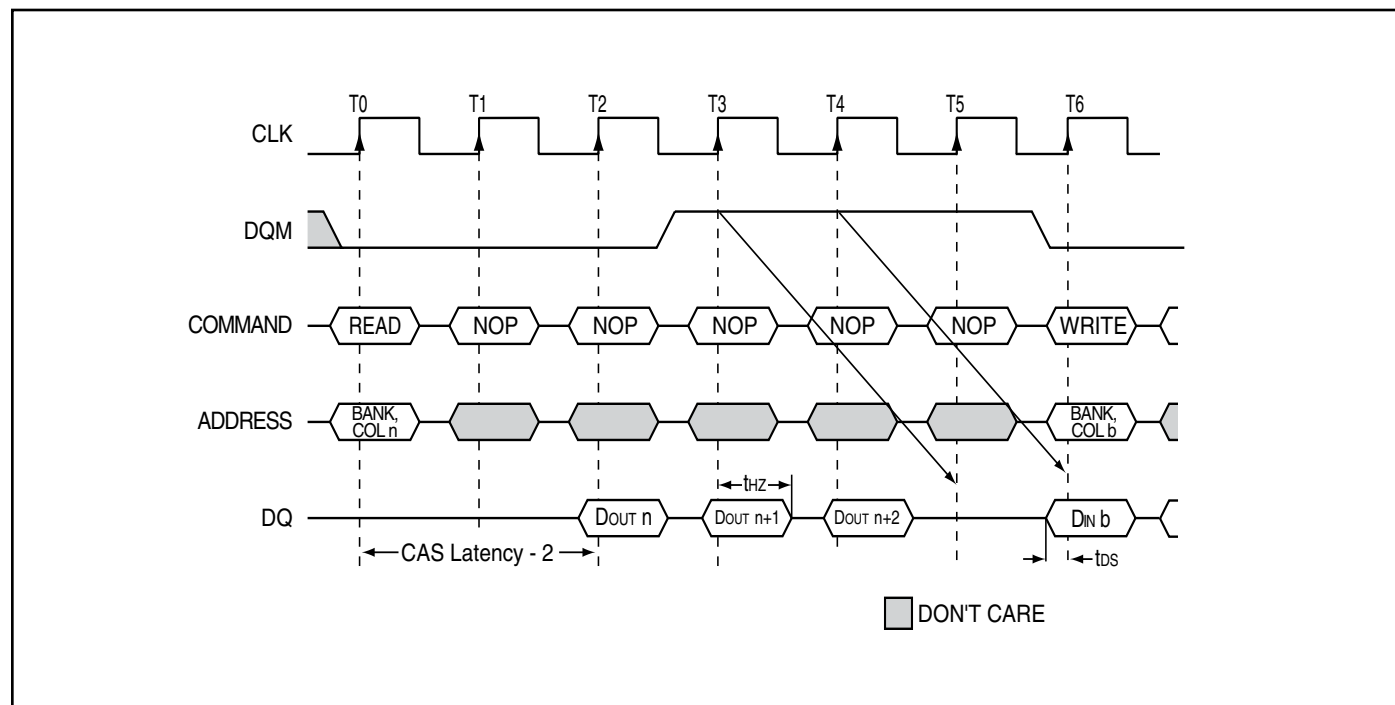 T0 T1 T2 T3 T4 T5 T6
CLK
DQM
COMMAND READ NOP NOP NOP NOP NOP WRITE
ADDRESS BANK, COL n BANK, COL b
tHZ
DQ DOUT n DOUT n+1 DOUT n+2 DIN b
CAS Latency - 2 tDS
DON'T CARE